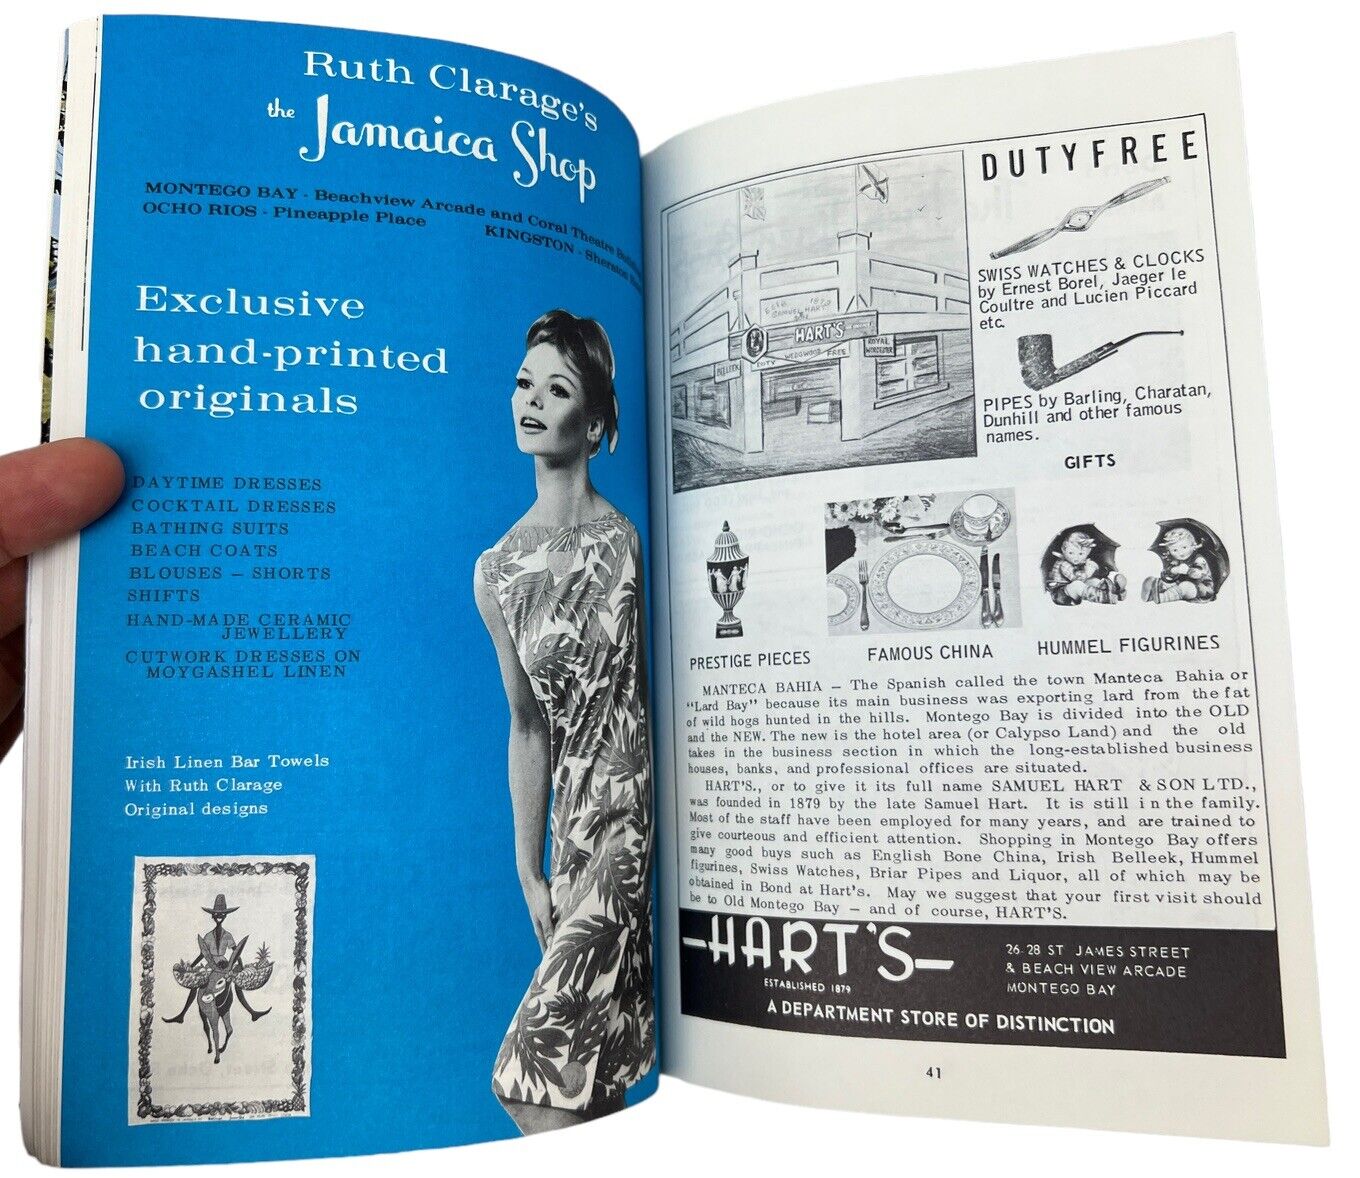 Ruth Clarage's
the Jamaica Shop
MONTEGO BAY - Beachview Arcade and Coral Theatre
OCHO RIOS - Pineapple Place KINGSTON - Sheraton
Exclusive
hand-printed
originals
DAYTIME DRESSES
COCKTAIL DRESSES
BATHING SUITS
BEACH COATS
BLOUSES - SHORTS
SHIFTS
HAND-MADE CERAMIC
JEWELLERY
CUTWORK DRESSES ON
MOYGASHEL LINEN
Irish Linen Bar Towels
With Ruth Clarage
Original designs
DUTY FREE
SWISS WATCHES & CLOCKS
by Ernest Borel, Jaeger le
Coultre and Lucien Piccard
etc.
PIPES by Barling, Charatan,
Dunhill and other famous
names.
GIFTS
1879
SAMUEL HART
HART'S
BELLEEK
DUTY WEDGWOOD FREE
ROYAL
WORCESTER
PRESTIGE PIECES
FAMOUS CHINA
HUMMEL FIGURINES
MANTECA BAHIA - The Spanish called the town Manteca Bahia or
"Lard Bay" because its main business was exporting lard from the fat
of wild hogs hunted in the hills. Montego Bay is divided into the OLD
and the NEW. The new is the hotel area (or Calypso Land) and the old
takes in the business section in which the long-established business
houses, banks, and professional offices are situated.
HART'S., or to give it its full name SAMUEL HART & SON LTD.,
was founded in 1879 by the late Samuel Hart. It is still in the family.
Most of the staff have been employed for many years, and are trained to
give courteous and efficient attention. Shopping in Montego Bay offers
many good buys such as English Bone China, Irish Belleek, Hummel
figurines, Swiss Watches, Briar Pipes and Liquor, all of which may be
obtained in Bond at Hart's. May we suggest that your first visit should
be to Old Montego Bay - and of course, HART'S.
HART'S
ESTABLISHED 1879
26-28 ST JAMES STREET
& BEACH VIEW ARCADE
MONTEGO BAY
A DEPARTMENT STORE OF DISTINCTION
41